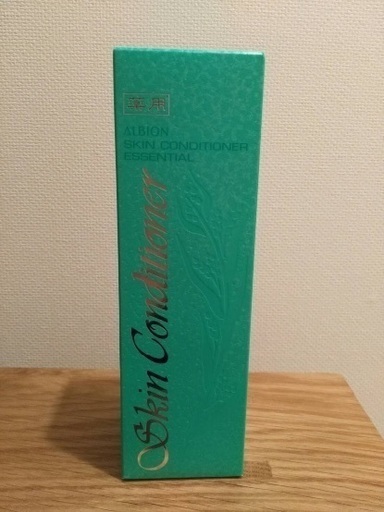 薬用
ALBION
SKIN CONDITIONER
ESSENTIAL
Skin Conditioner